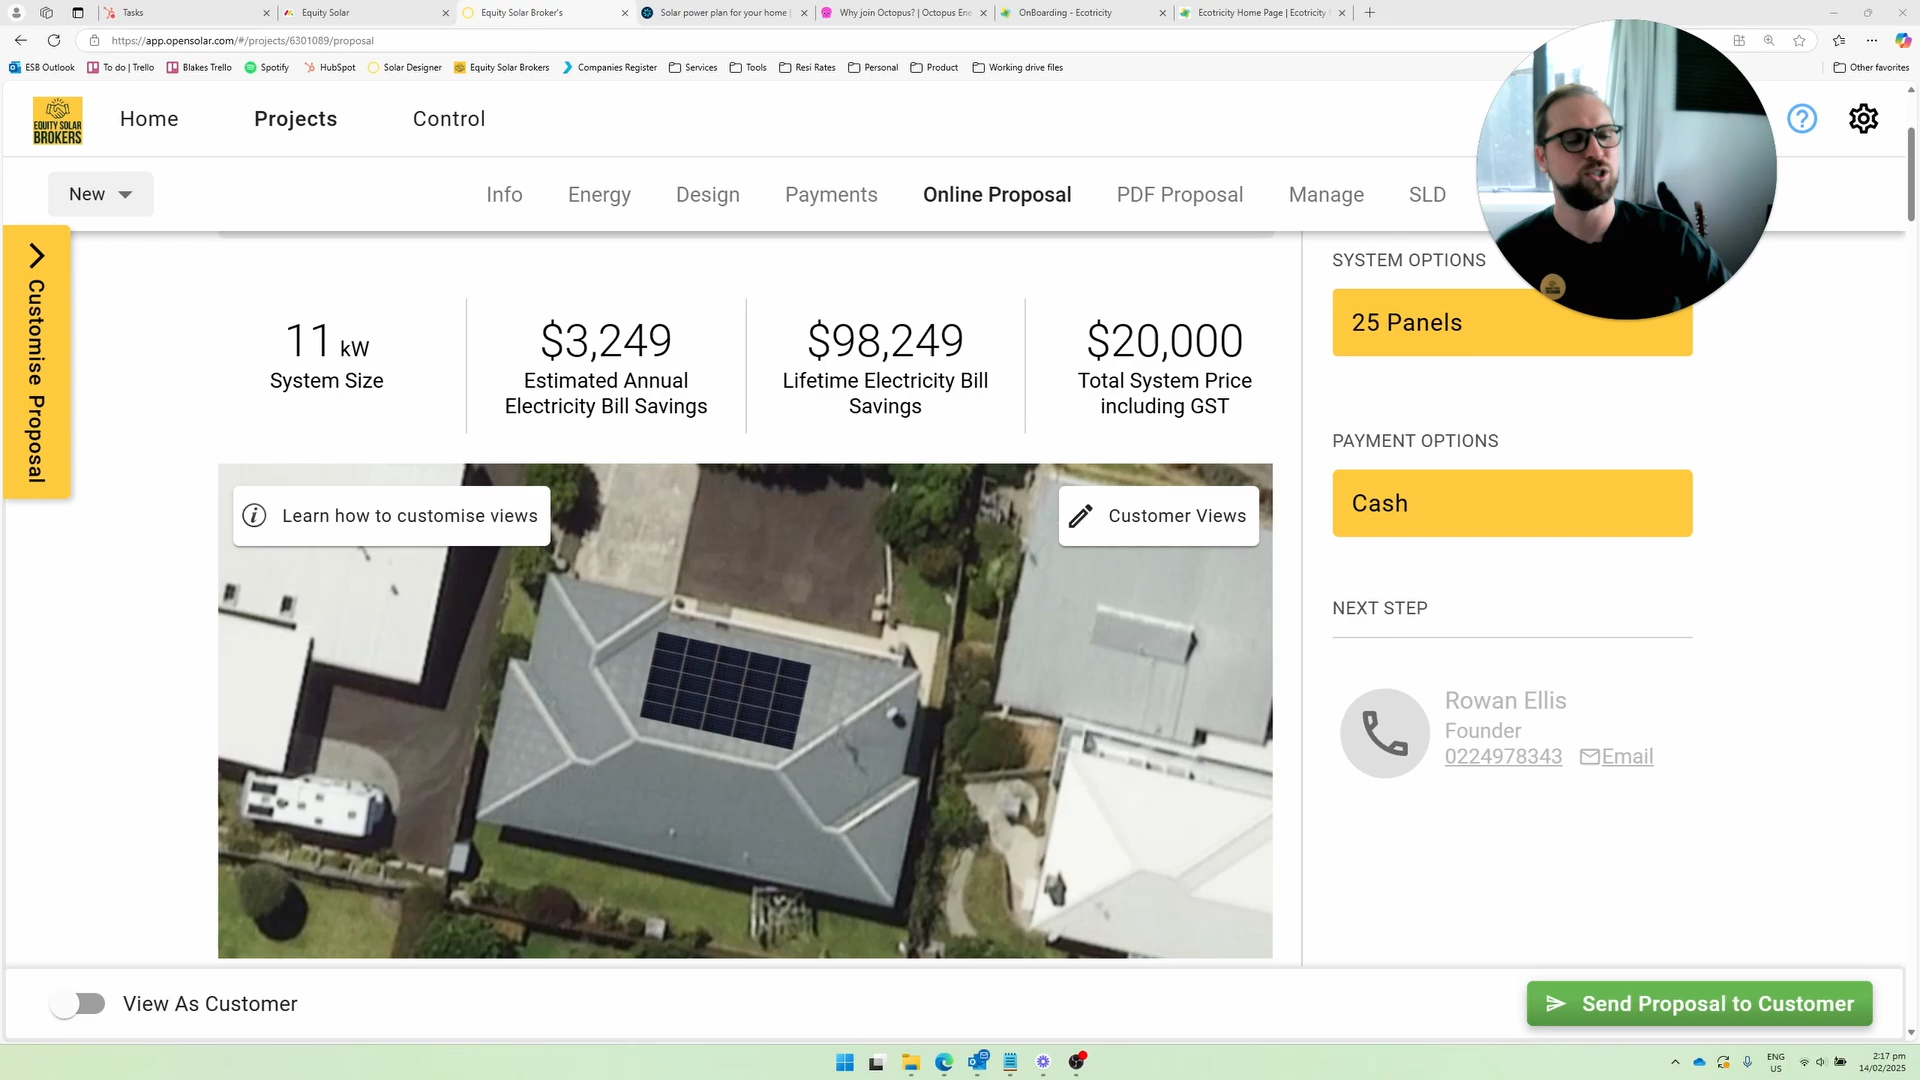 Tasks
Equity Solar
Equity Solar Broker's
Solar power plan for your home |
Why join Octopus? | Octopus Ene
OnBoarding - Ecotricity
Ecotricity Home Page | Ecotricity
https://app.opensolar.com/#/projects/6301089/proposal
ESB Outlook
To do | Trello
Blakes Trello
Spotify
HubSpot
Solar Designer
Equity Solar Brokers
Companies Register
Services
Tools
Resi Rates
Personal
Product
Working drive files
Other favorites
EQUITY SOLAR
BROKERS
Home
Projects
Control
New
Info
Energy
Design
Payments
Online Proposal
PDF Proposal
Manage
SLD
Customise Proposal
11 kW
System Size
$3,249
Estimated Annual
Electricity Bill Savings
$98,249
Lifetime Electricity Bill
Savings
$20,000
Total System Price
including GST
Learn how to customise views
Customer Views
SYSTEM OPTIONS
25 Panels
PAYMENT OPTIONS
Cash
NEXT STEP
Rowan Ellis
Founder
0224978343
Email
View As Customer
Send Proposal to Customer
ENG
US
2:17 pm
14/02/2025